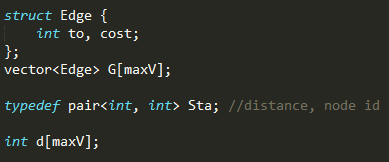 struct Edge {
    int to, cost;
};
vector<Edge> G[maxV];

typedef pair<int, int> Sta; //distance, node id

int d[maxV];